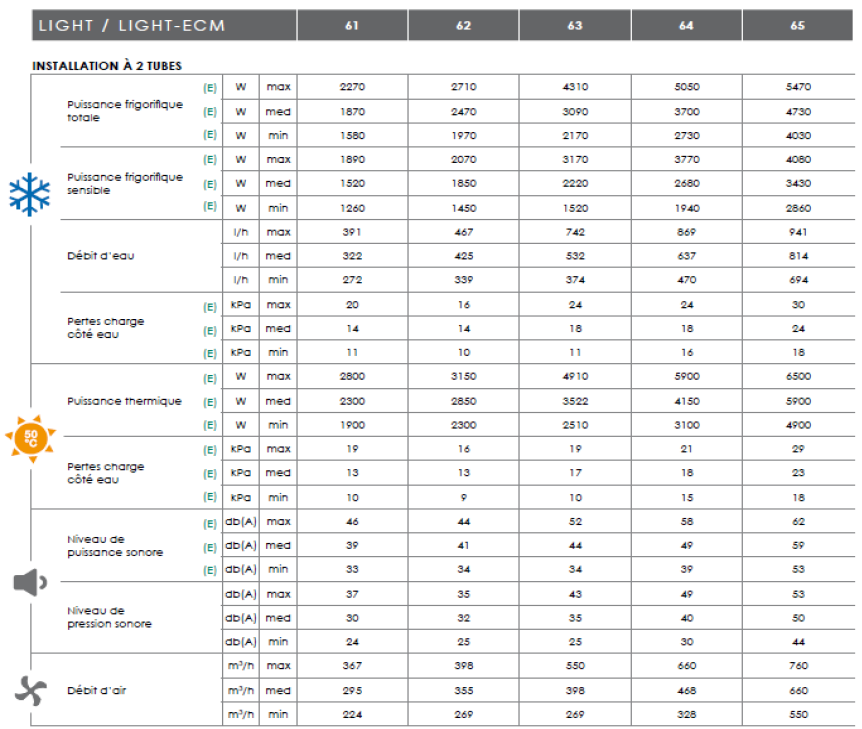 LIGHT / LIGHT-ECM 61 62 63 64 65
INSTALLATION À 2 TUBES
Puissance frigorifique totale
(E) W max 2270 2710 4310 5050 5470
(E) W med 1870 2470 3090 3700 4730
(E) W min 1580 1970 2170 2730 4030
Puissance frigorifique sensible
(E) W max 1890 2070 3170 3770 4080
(E) W med 1520 1850 2220 2680 3430
(E) W min 1260 1450 1520 1940 2860
Débit d'eau
l/h max 391 467 742 869 941
l/h med 322 425 532 637 814
l/h min 272 339 374 470 694
Pertes charge côté eau
(E) kPa max 20 16 24 24 30
(E) kPa med 14 14 18 18 24
(E) kPa min 11 10 11 16 18
50 °C
Puissance thermique
(E) W max 2800 3150 4910 5900 6500
(E) W med 2300 2850 3522 4150 5900
(E) W min 1900 2300 2510 3100 4900
Pertes charge côté eau
(E) kPa max 19 16 19 21 29
(E) kPa med 13 13 17 18 23
(E) kPa min 10 9 10 15 18
Niveau de puissance sonore
(E) db(A) max 46 44 52 58 62
(E) db(A) med 39 41 44 49 59
(E) db(A) min 33 34 34 39 53
Niveau de pression sonore
db(A) max 37 35 43 49 53
db(A) med 30 32 35 40 50
db(A) min 24 25 25 30 44
Débit d'air
m³/h max 367 398 550 660 760
m³/h med 295 355 398 468 660
m³/h min 224 269 269 328 550